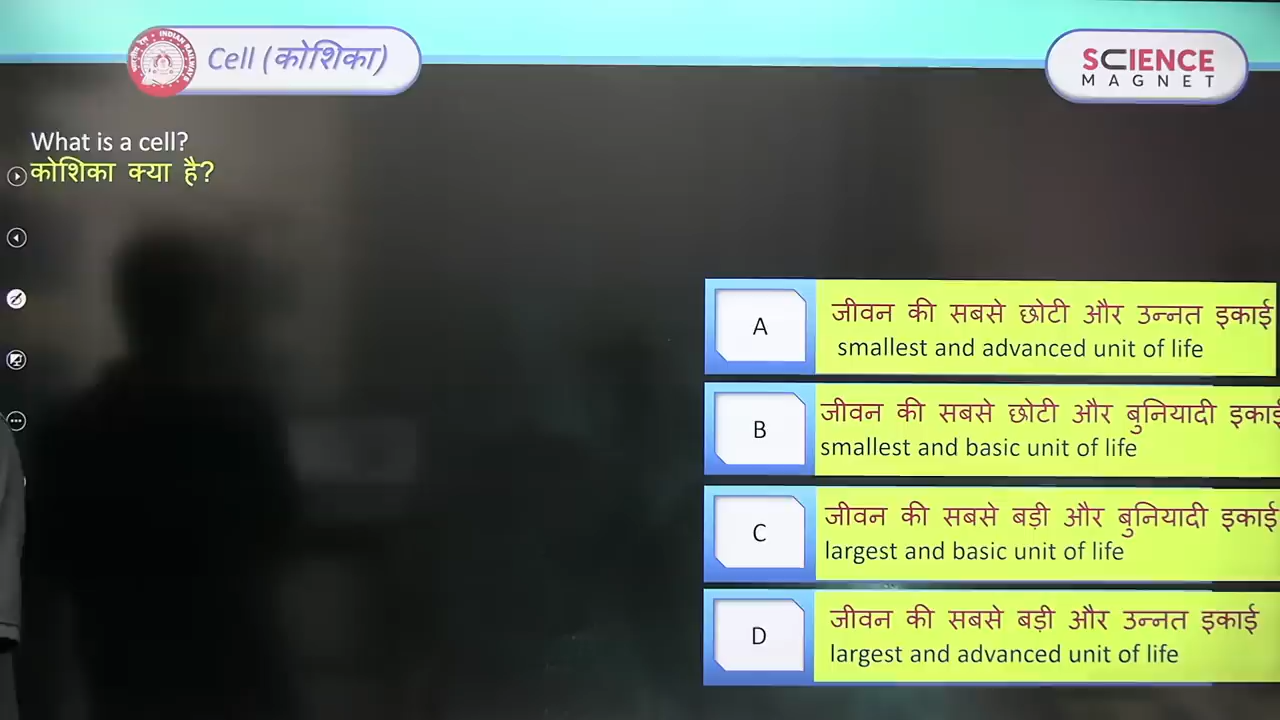 INDIAN RAILWAYS
Cell (कोशिका)
SCIENCE
MAGNET
What is a cell?
कोशिका क्या है?
A
जीवन की सबसे छोटी और उन्नत इकाई
smallest and advanced unit of life
B
जीवन की सबसे छोटी और बुनियादी इकाई
smallest and basic unit of life
C
जीवन की सबसे बड़ी और बुनियादी इकाई
largest and basic unit of life
D
जीवन की सबसे बड़ी और उन्नत इकाई
largest and advanced unit of life